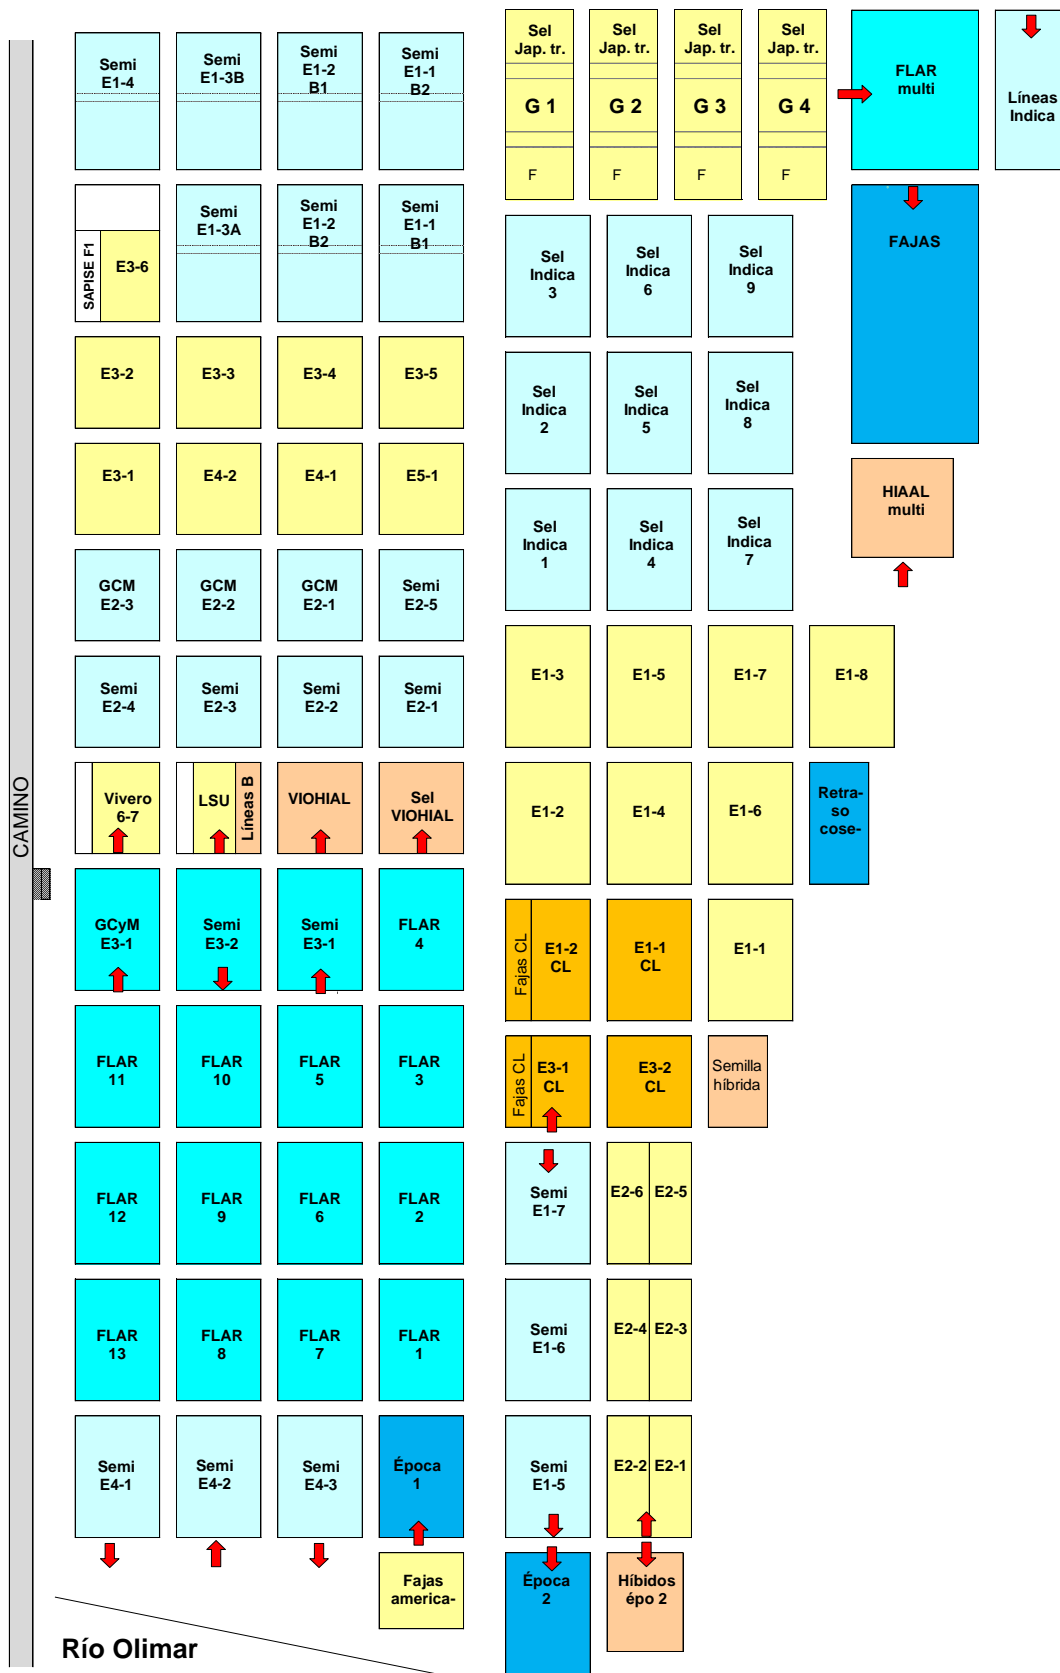 Semi
E1-4
Semi
E1-3B
Semi
E1-2
B1
Semi
E1-1
B2
Sel
Jap. tr.
G 1
F
Sel
Jap. tr.
G 2
F
Sel
Jap. tr.
G 3
F
Sel
Jap. tr.
G 4
F
FLAR
multi
Líneas
Indica
SAPISE F1
E3-6
Semi
E1-3A
Semi
E1-2
B2
Semi
E1-1
B1
Sel
Indica
3
Sel
Indica
6
Sel
Indica
9
FAJAS
E3-2
E3-3
E3-4
E3-5
Sel
Indica
2
Sel
Indica
5
Sel
Indica
8
E3-1
E4-2
E4-1
E5-1
HIAAL
multi
Sel
Indica
1
Sel
Indica
4
Sel
Indica
7
GCM
E2-3
GCM
E2-2
GCM
E2-1
Semi
E2-5
Semi
E2-4
Semi
E2-3
Semi
E2-2
Semi
E2-1
E1-3
E1-5
E1-7
E1-8
CAMINO
Vivero
6-7
LSU
Líneas B
VIOHIAL
Sel
VIOHIAL
E1-2
E1-4
E1-6
Retra-
so
cose-
GCyM
E3-1
Semi
E3-2
Semi
E3-1
FLAR
4
Fajas CL
E1-2
CL
E1-1
CL
E1-1
FLAR
11
FLAR
10
FLAR
5
FLAR
3
Fajas CL
E3-1
CL
E3-2
CL
Semilla
híbrida
FLAR
12
FLAR
9
FLAR
6
FLAR
2
Semi
E1-7
E2-6
E2-5
FLAR
13
FLAR
8
FLAR
7
FLAR
1
Semi
E1-6
E2-4
E2-3
Semi
E4-1
Semi
E4-2
Semi
E4-3
Época
1
Semi
E1-5
E2-2
E2-1
Fajas
america-
Época
2
Híbidos
épo 2
Río Olimar